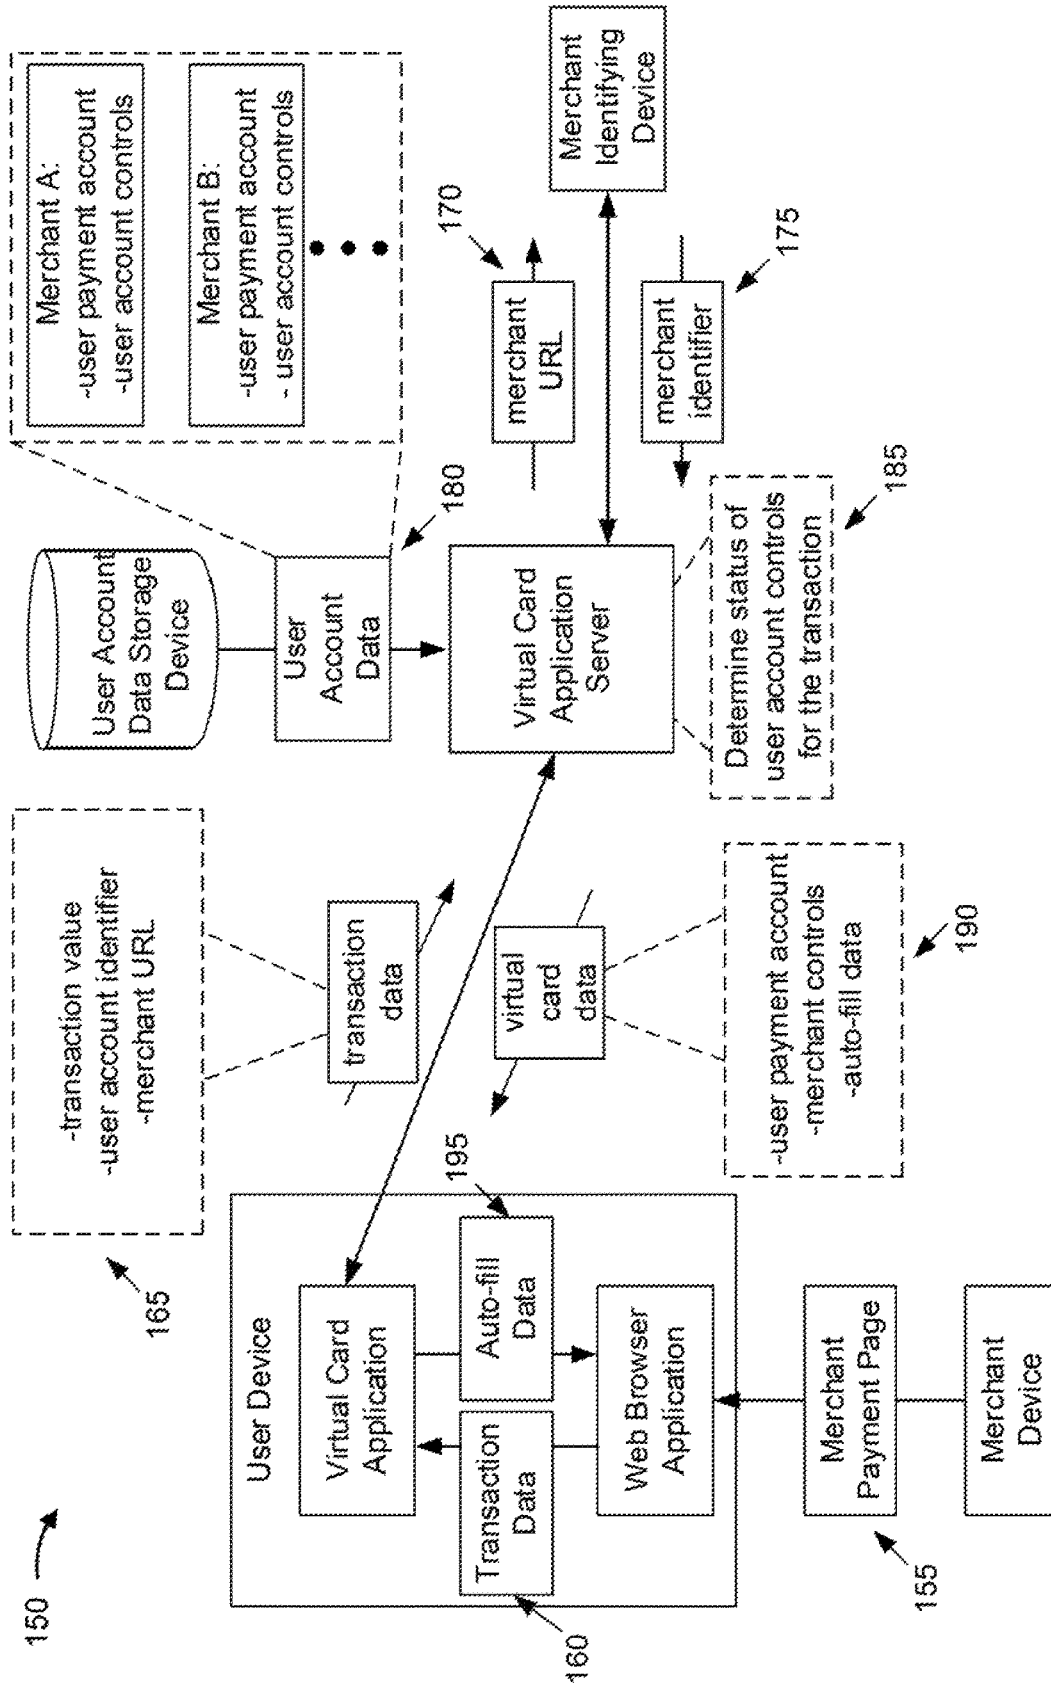 150
165
-transaction value
-user account identifier
-merchant URL
User Account
Data Storage
Device
Merchant A:
-user payment account
-user account controls
Merchant B:
-user payment account
- user account controls
User
Account
Data
180
User Device
Virtual Card
Application
Transaction
Data
160
Auto-fill
Data
195
Web Browser
Application
transaction
data
virtual
card
data
Virtual Card
Application
Server
merchant
URL
170
merchant
identifier
175
Merchant
Identifying
Device
Determine status of
user account controls
for the transaction
185
-user payment account
-merchant controls
-auto-fill data
190
Merchant
Payment Page
155
Merchant
Device